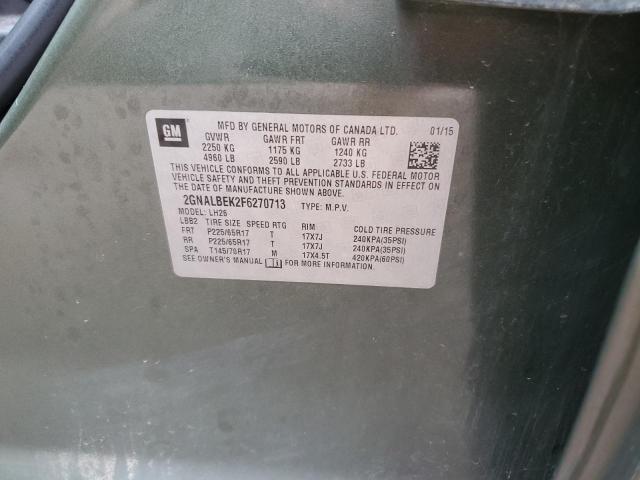 GM
MFD BY GENERAL MOTORS OF CANADA LTD. 01/15
GVWR GAWR FRT GAWR RR
2250 KG 1175 KG 1240 KG
4960 LB 2590 LB 2733 LB
THIS VEHICLE CONFORMS TO ALL APPLICABLE U.S. FEDERAL MOTOR
VEHICLE SAFETY AND THEFT PREVENTION STANDARDS IN EFFECT ON
THE DATE OF MANUFACTURE SHOWN ABOVE.
2GNALBEK2F6270713 TYPE: M.P.V.
MODEL: LH26
LBB2 TIRE SIZE SPEED RTG RIM COLD TIRE PRESSURE
FRT P225/65R17 T 17X7J 240KPA(35PSI)
RR P225/65R17 T 17X7J 240KPA(35PSI)
SPA T145/70R17 M 17X4.5T 420KPA(60PSI)
SEE OWNER'S MANUAL i FOR MORE INFORMATION.